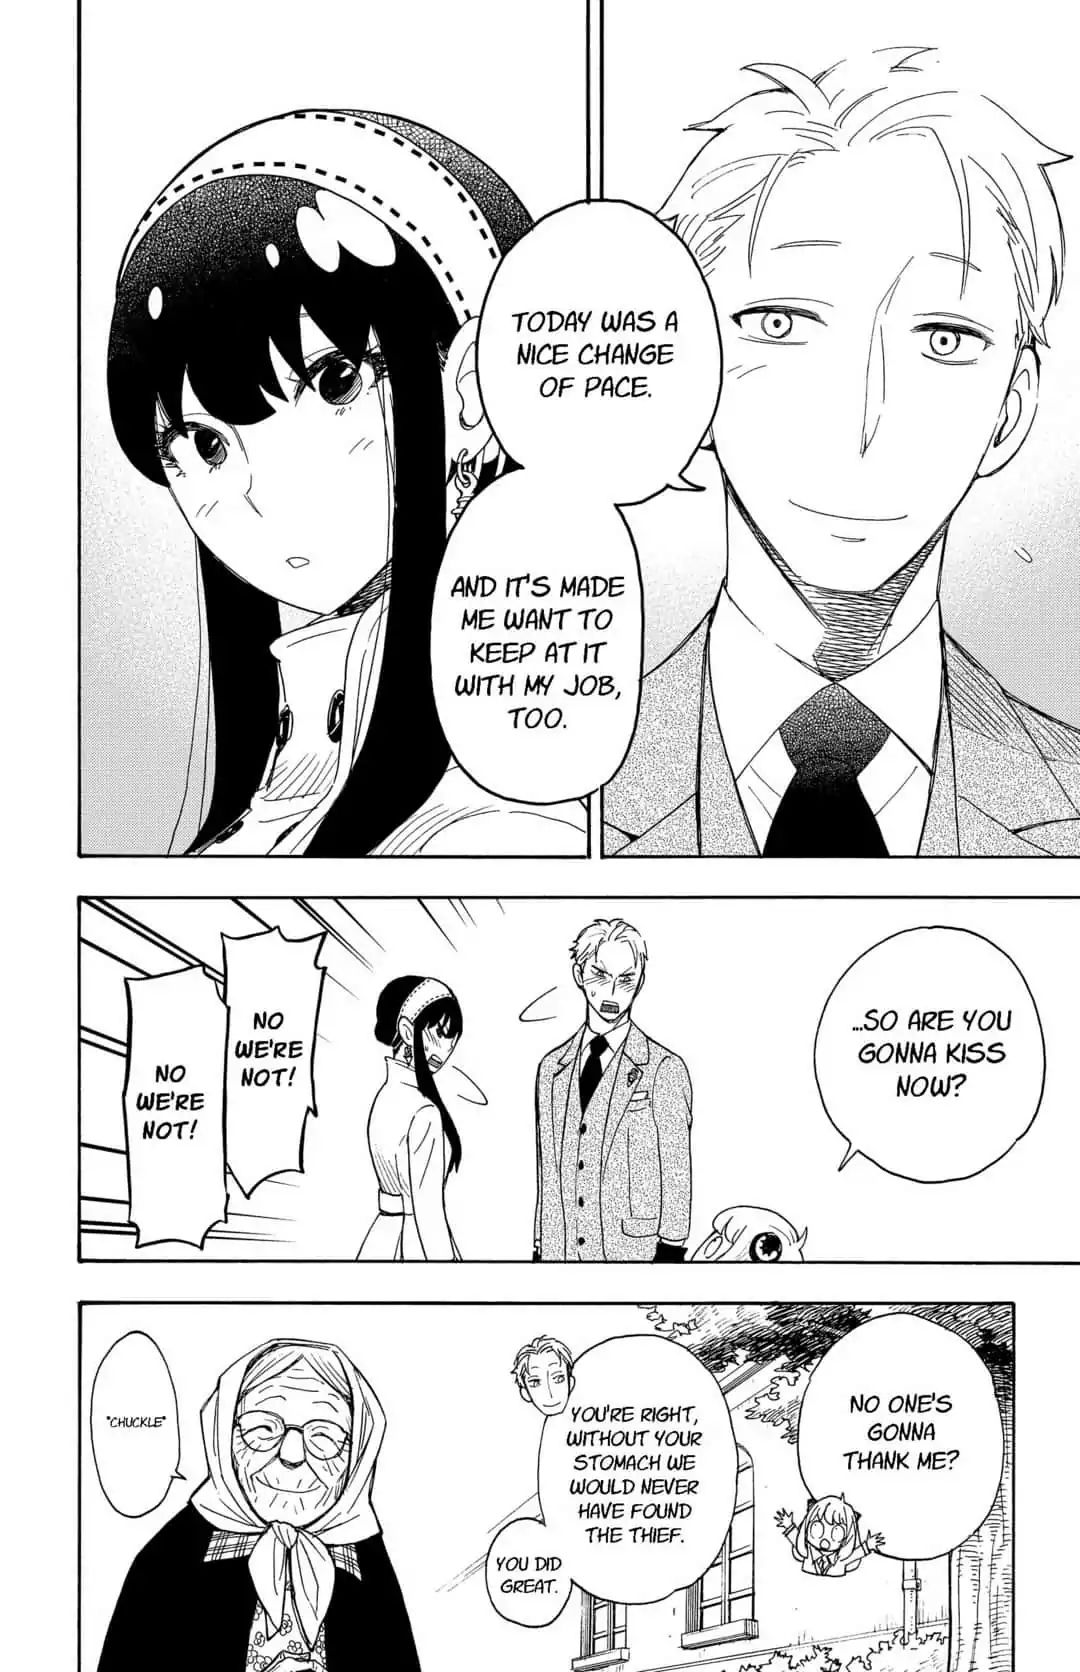 TODAY WAS A
NICE CHANGE
OF PACE.
AND IT'S MADE
ME WANT TO
KEEP AT IT
WITH MY JOB,
TOO.
...SO ARE YOU
GONNA KISS
NOW?
NO
WE'RE
NOT!
NO
WE'RE
NOT!
NO ONE'S
GONNA
THANK ME?
YOU'RE RIGHT,
WITHOUT YOUR
STOMACH WE
WOULD NEVER
HAVE FOUND
THE THIEF.
YOU DID
GREAT.
"CHUCKLE"